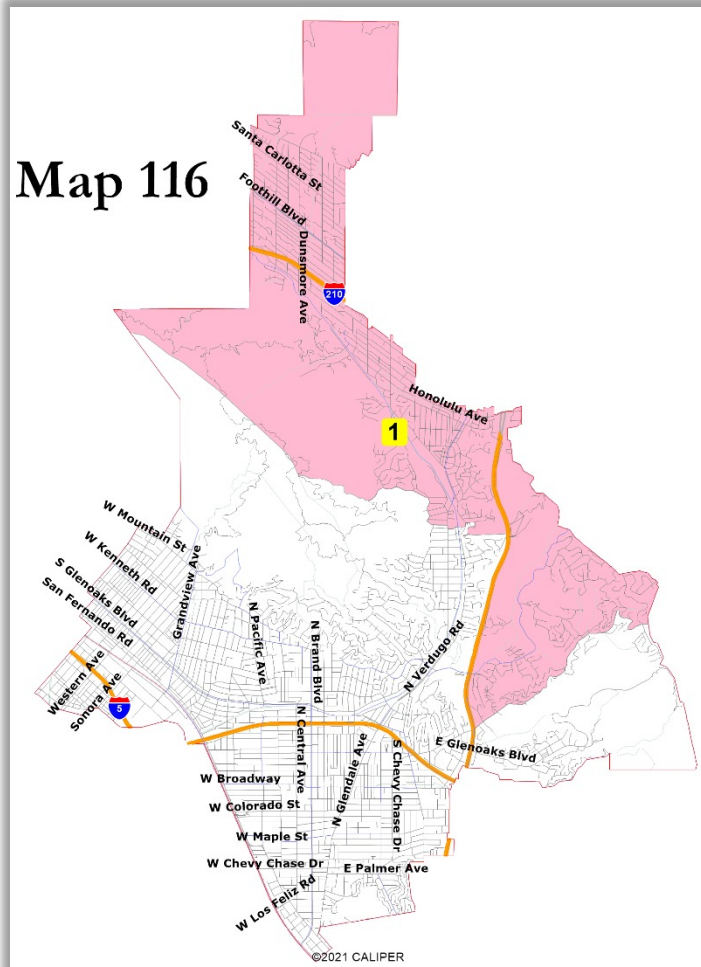 Map 116
Santa Carlotta St
Foothill Blvd
Dunsmore Ave
210
Honolulu Ave
1
W Mountain St
W Kenneth Rd
S Glenoaks Blvd
San Fernando Rd
Grandview Ave
N Pacific Ave
N Brand Blvd
N Verdugo Rd
Western Ave
Sonora Ave
5
N Central Ave
N Glendale Ave
S Chevy Chase Dr
E Glenoaks Blvd
W Broadway
W Colorado St
W Maple St
W Chevy Chase Dr
E Palmer Ave
W Los Feliz Rd
©2021 CALIPER